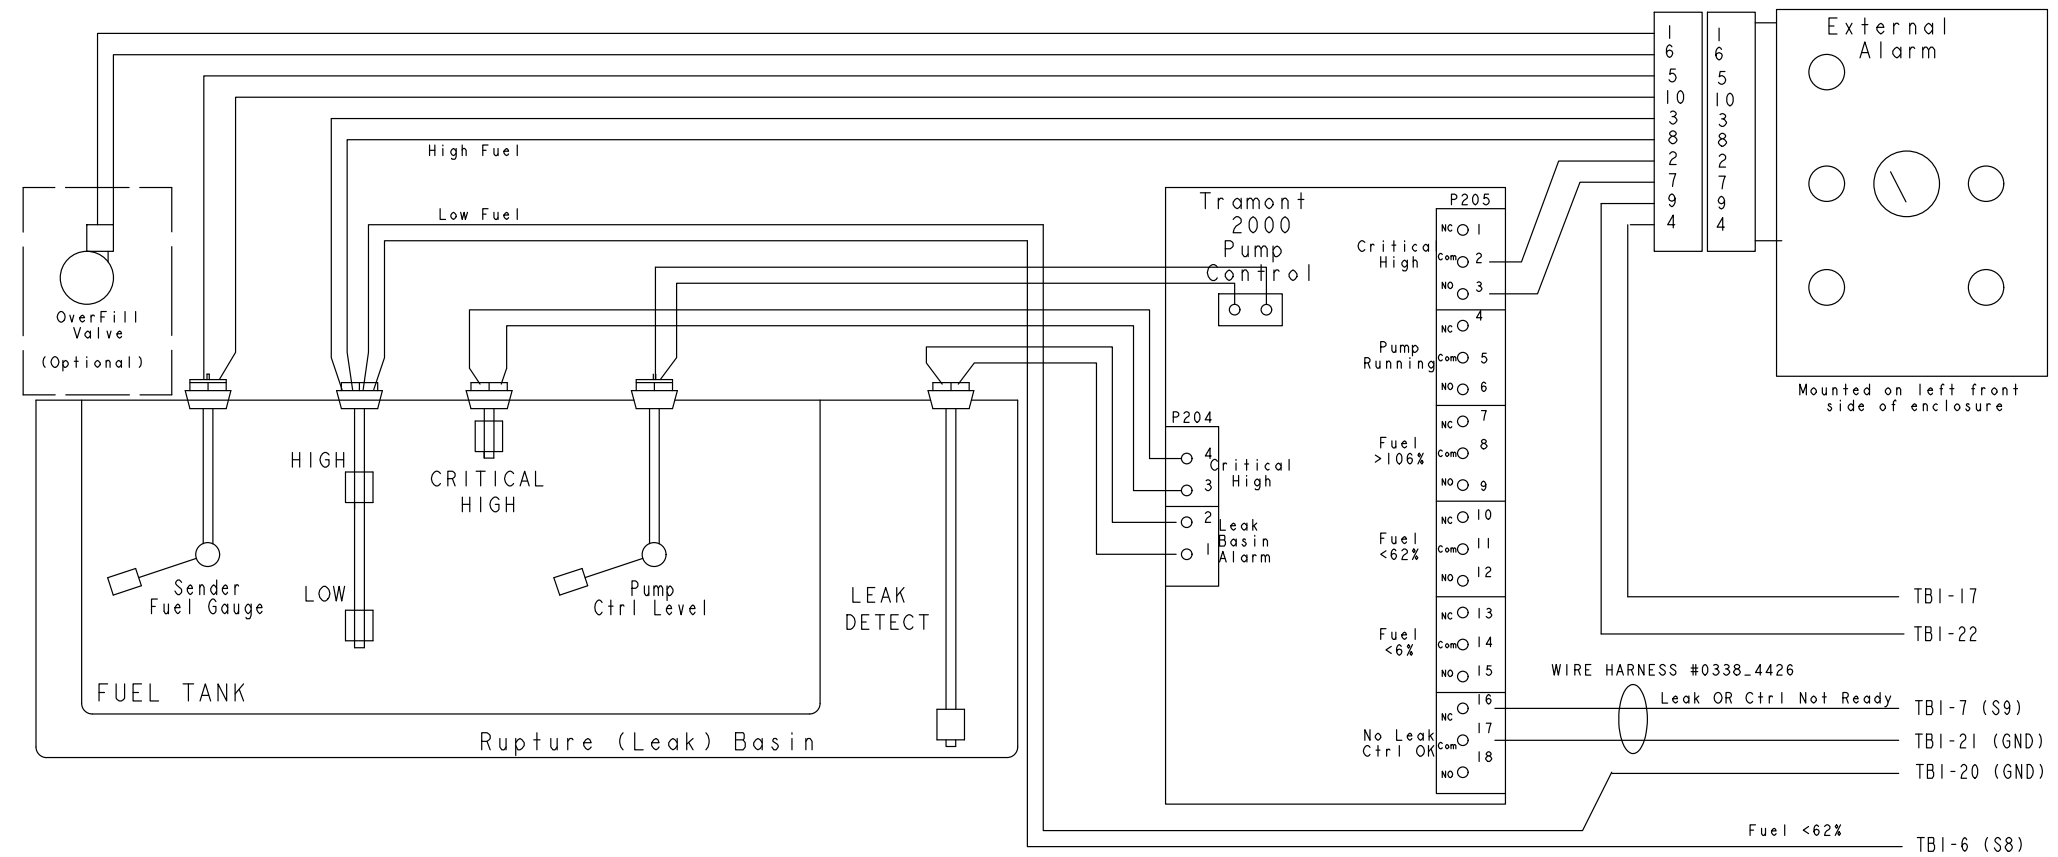 External
Alarm
1
6
5
10
3
8
2
7
9
4
1
6
5
10
3
8
2
7
9
4
Mounted on left front
side of enclosure
High Fuel
Low Fuel
OverFill
Valve
(Optional)
Tramont
2000
Pump
Control
P205
Critical
High
NC 1
Com 2
NO 3
Pump
Running
NC 4
Com 5
NO 6
Fuel
>106%
NC 7
Com 8
NO 9
Fuel
<62%
NC 10
Com 11
NO 12
Fuel
<6%
NC 13
Com 14
NO 15
No Leak
Ctrl OK
NC 16
Com 17
NO 18
P204
4
3
Critical
High
2
1
Leak
Basin
Alarm
HIGH
LOW
CRITICAL
HIGH
Sender
Fuel Gauge
Pump
Ctrl Level
LEAK
DETECT
FUEL TANK
Rupture (Leak) Basin
TB1-17
TB1-22
WIRE HARNESS #0338_4426
Leak OR Ctrl Not Ready
TB1-7 (S9)
TB1-21 (GND)
TB1-20 (GND)
Fuel <62%
TB1-6 (S8)